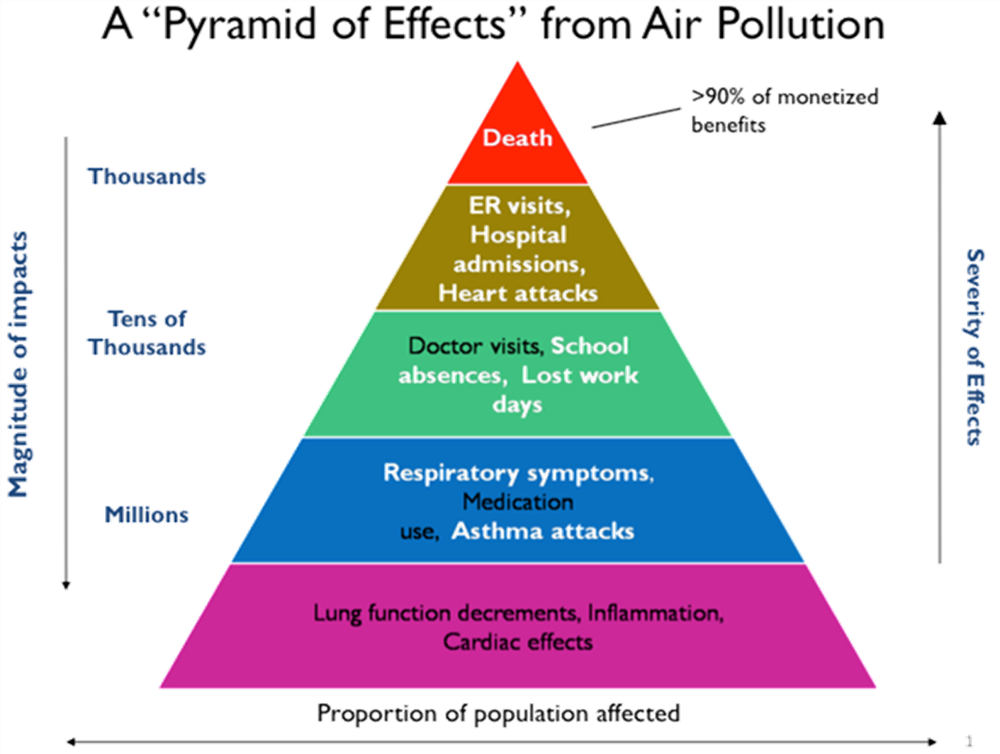 A “Pyramid of Effects” from Air Pollution
>90% of monetized
benefits
Death
Thousands
ER visits,
Hospital
admissions,
Heart attacks
Magnitude of impacts
Severity of Effects
Tens of
Thousands
Doctor visits, School
absences, Lost work
days
Respiratory symptoms,
Medication
use, Asthma attacks
Millions
Lung function decrements, Inflammation,
Cardiac effects
Proportion of population affected
1